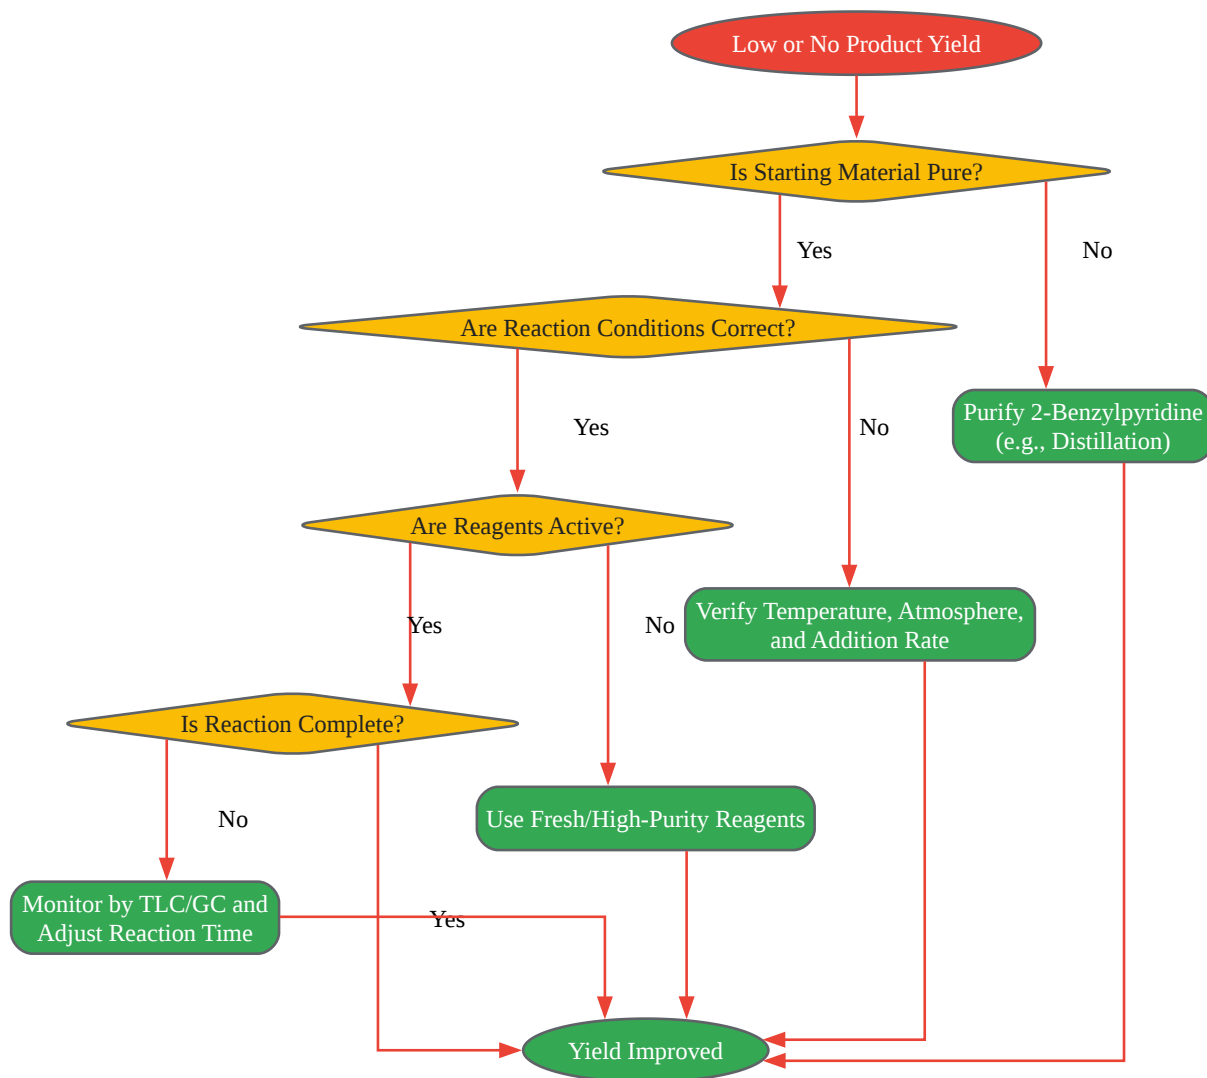 Low or No Product Yield
Is Starting Material Pure?
Yes
No
Are Reaction Conditions Correct?
Purify 2-Benzylpyridine
(e.g., Distillation)
Yes
No
Are Reagents Active?
Verify Temperature, Atmosphere,
and Addition Rate
Yes
No
Is Reaction Complete?
Use Fresh/High-Purity Reagents
No
Monitor by TLC/GC and
Adjust Reaction Time
Yes
Yield Improved